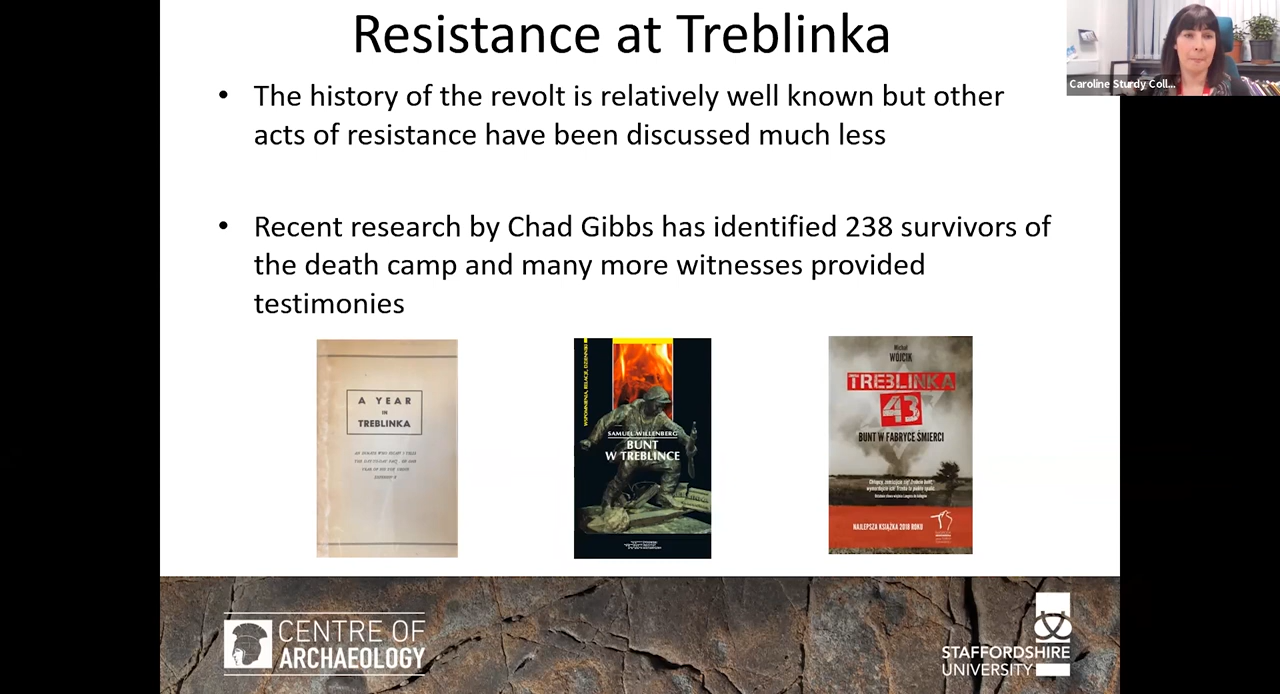 Resistance at Treblinka
Caroline Sturdy Coll...
• The history of the revolt is relatively well known but other
acts of resistance have been discussed much less
• Recent research by Chad Gibbs has identified 238 survivors of
the death camp and many more witnesses provided
testimonies
A YEAR
IN
TREBLINKA
WSPOMNIENIA, RELACJE, DZIENNIKI
SAMUEL WILLENBERG
BUNT
W TREBLINCE
Michał
WÓJCIK
TREBLINKA
43
BUNT W FABRYCE ŚMIERCI
NAJLEPSZA KSIĄŻKA 2018 ROKU
CENTRE OF
ARCHAEOLOGY
STAFFORDSHIRE
UNIVERSITY